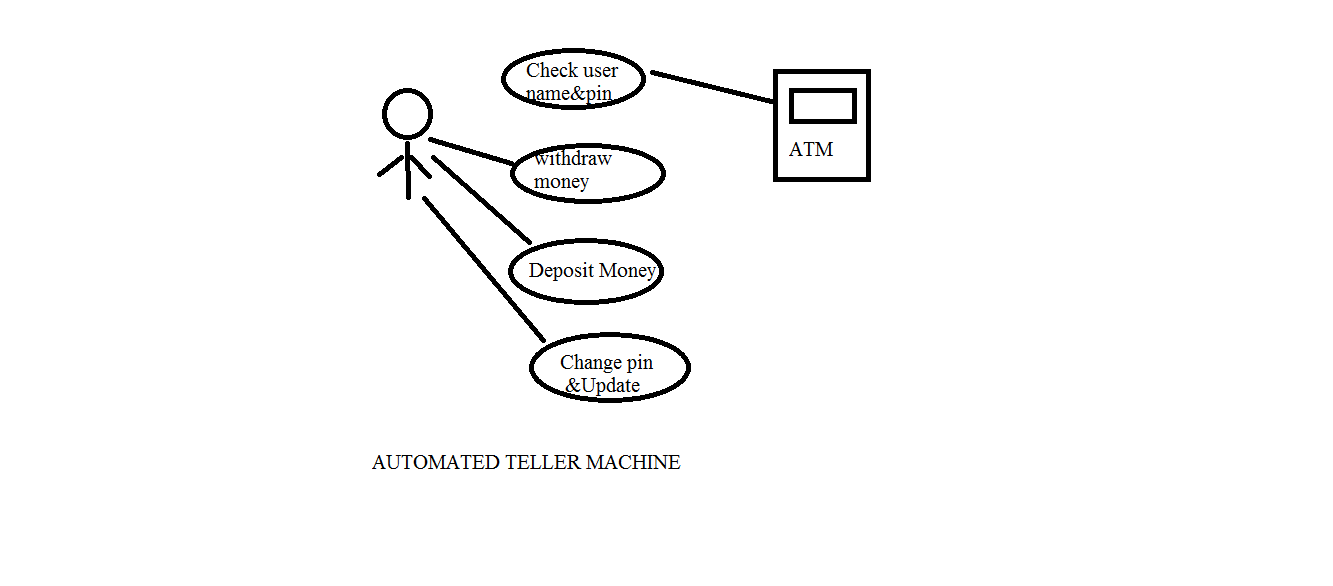 Check user
name&pin
ATM
withdraw
money
Deposit Money
Change pin
&Update
AUTOMATED TELLER MACHINE